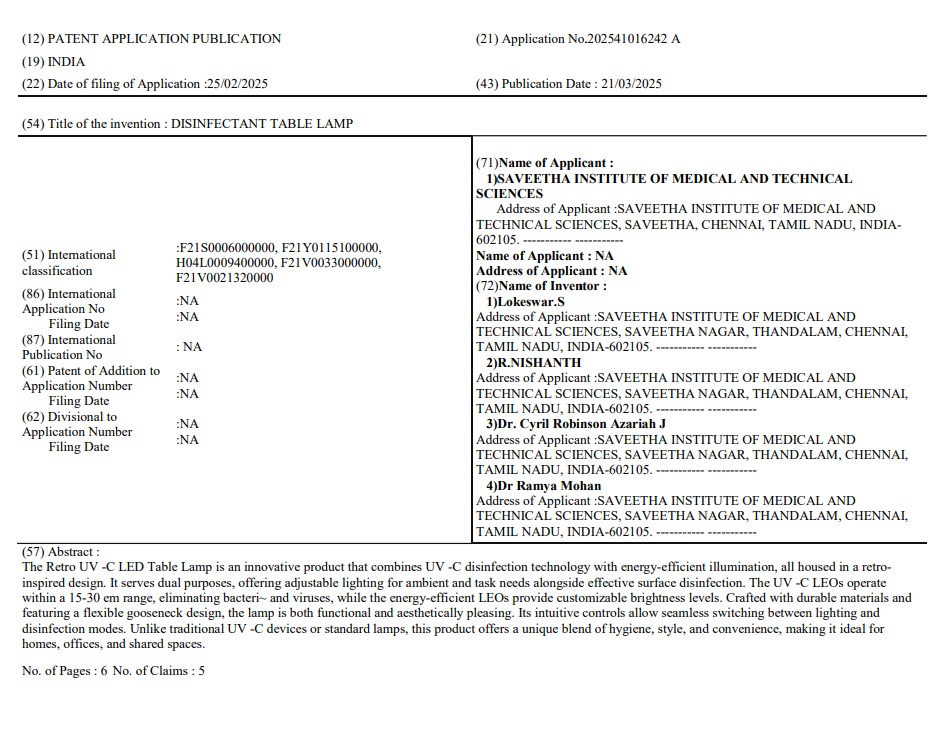 (12) PATENT APPLICATION PUBLICATION
(21) Application No.202541016242 A
(19) INDIA
(22) Date of filing of Application :25/02/2025
(43) Publication Date : 21/03/2025
(54) Title of the invention : DISINFECTANT TABLE LAMP
(51) International
classification
:F21S0006000000, F21Y0115100000,
H04L0009400000, F21V0033000000,
F21V0021320000
(86) International
Application No
Filing Date
:NA
:NA
(87) International
Publication No
: NA
(61) Patent of Addition to
Application Number
Filing Date
:NA
:NA
(62) Divisional to
Application Number
Filing Date
:NA
:NA
(71)Name of Applicant :
1)SAVEETHA INSTITUTE OF MEDICAL AND TECHNICAL
SCIENCES
Address of Applicant :SAVEETHA INSTITUTE OF MEDICAL AND
TECHNICAL SCIENCES, SAVEETHA, CHENNAI, TAMIL NADU, INDIA-
602105. ----------- -----------
Name of Applicant : NA
Address of Applicant : NA
(72)Name of Inventor :
1)Lokeswar.S
Address of Applicant :SAVEETHA INSTITUTE OF MEDICAL AND
TECHNICAL SCIENCES, SAVEETHA NAGAR, THANDALAM, CHENNAI,
TAMIL NADU, INDIA-602105. ----------- -----------
2)R.NISHANTH
Address of Applicant :SAVEETHA INSTITUTE OF MEDICAL AND
TECHNICAL SCIENCES, SAVEETHA NAGAR, THANDALAM, CHENNAI,
TAMIL NADU, INDIA-602105. ----------- -----------
3)Dr. Cyril Robinson Azariah J
Address of Applicant :SAVEETHA INSTITUTE OF MEDICAL AND
TECHNICAL SCIENCES, SAVEETHA NAGAR, THANDALAM, CHENNAI,
TAMIL NADU, INDIA-602105. ----------- -----------
4)Dr Ramya Mohan
Address of Applicant :SAVEETHA INSTITUTE OF MEDICAL AND
TECHNICAL SCIENCES, SAVEETHA NAGAR, THANDALAM, CHENNAI,
TAMIL NADU, INDIA-602105. ----------- -----------
(57) Abstract :
The Retro UV -C LED Table Lamp is an innovative product that combines UV -C disinfection technology with energy-efficient illumination, all housed in a retro-
inspired design. It serves dual purposes, offering adjustable lighting for ambient and task needs alongside effective surface disinfection. The UV -C LEOs operate
within a 15-30 em range, eliminating bacteri~ and viruses, while the energy-efficient LEOs provide customizable brightness levels. Crafted with durable materials and
featuring a flexible gooseneck design, the lamp is both functional and aesthetically pleasing. Its intuitive controls allow seamless switching between lighting and
disinfection modes. Unlike traditional UV -C devices or standard lamps, this product offers a unique blend of hygiene, style, and convenience, making it ideal for
homes, offices, and shared spaces.
No. of Pages : 6 No. of Claims : 5